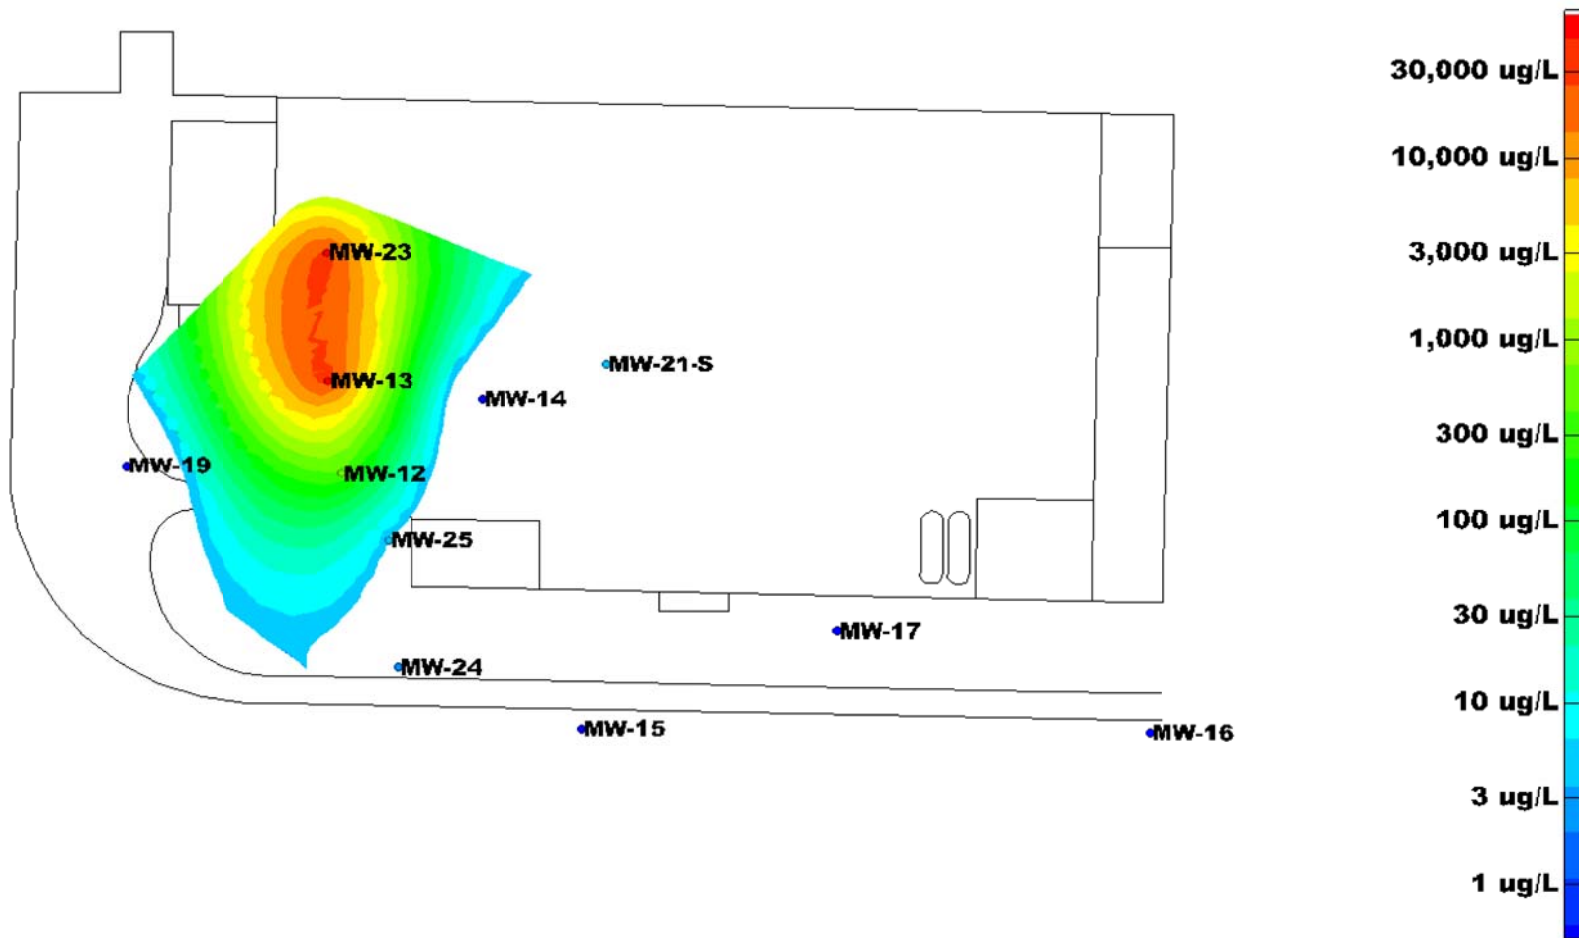 30,000 ug/L
10,000 ug/L
MW-23
3,000 ug/L
1,000 ug/L
MW-21-S
MW-13
MW-14
300 ug/L
MW-19
MW-12
100 ug/L
MW-25
30 ug/L
MW-17
MW-24
10 ug/L
MW-15
MW-16
3 ug/L
1 ug/L